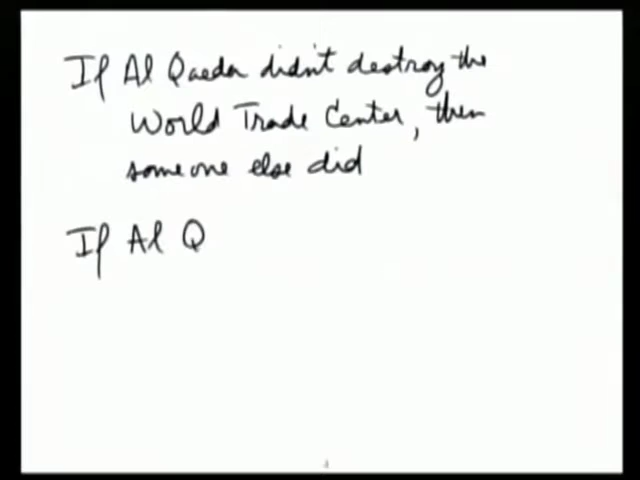 If Al Qaeda didn't destroy the
World Trade Center, then
someone else did
If Al Q